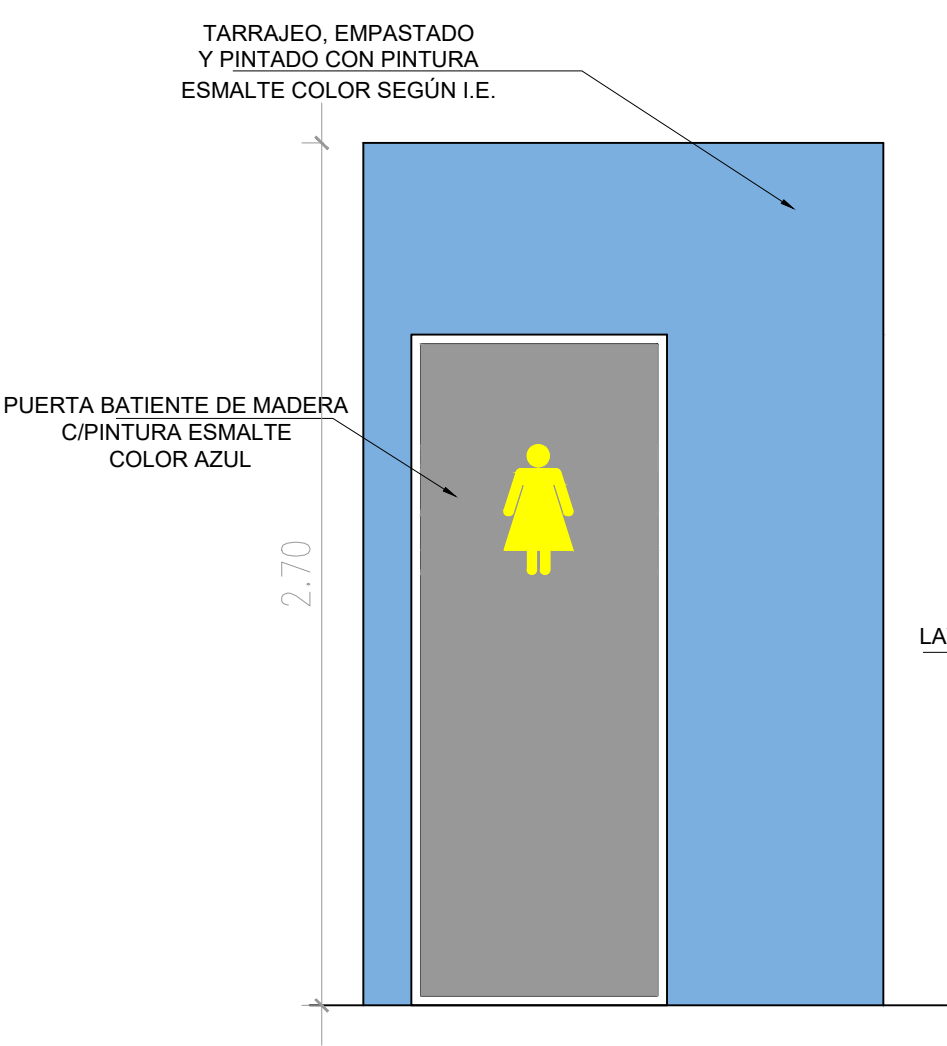 TARRAJEO, EMPASTADO
Y PINTADO CON PINTURA
ESMALTE COLOR SEGÚN I.E.
PUERTA BATIENTE DE MADERA
C/PINTURA ESMALTE
COLOR AZUL
2.70
LA